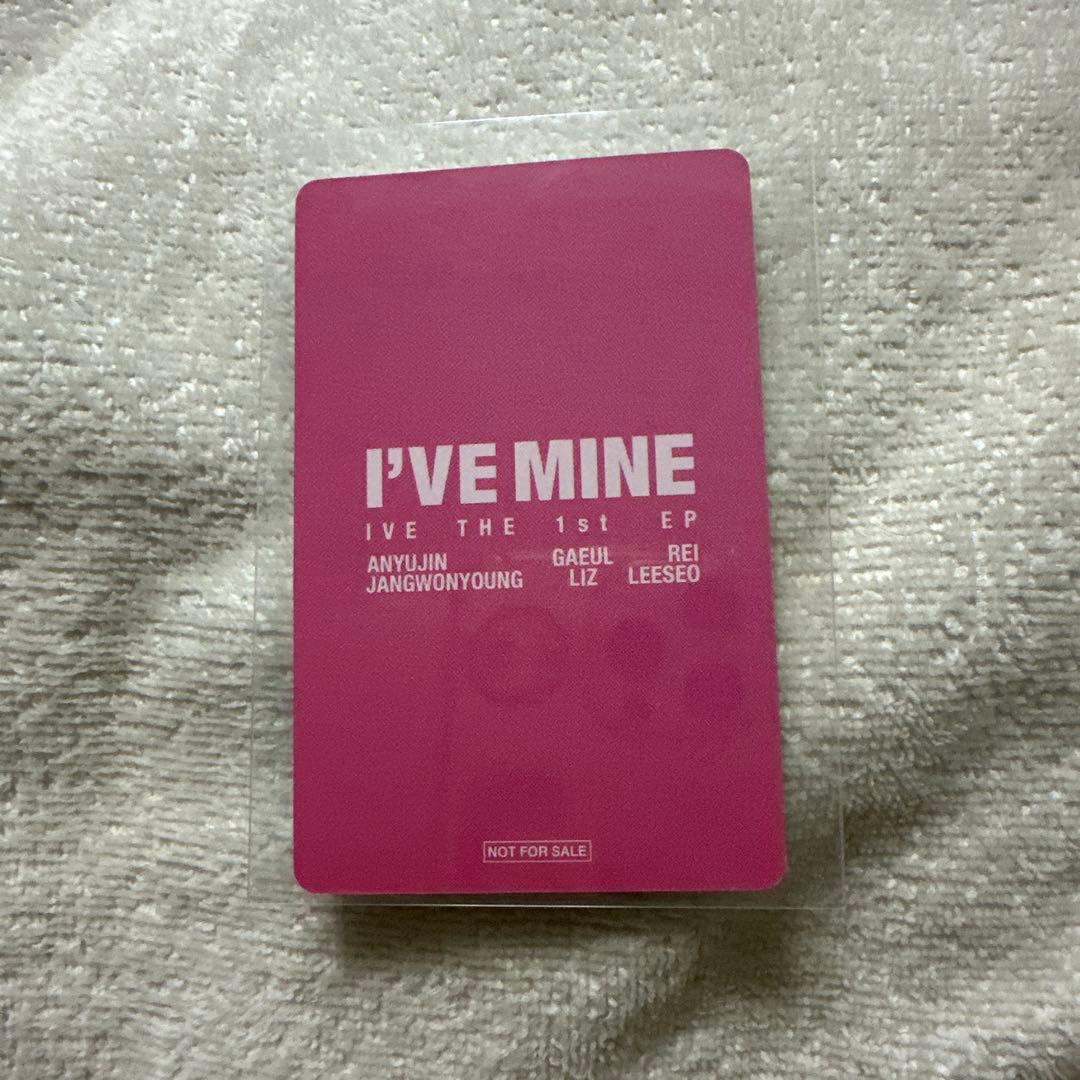 I'VE MINE
IVE THE 1st EP
ANYUJIN GAEUL REI
JANGWONYOUNG LIZ LEESEO
NOT FOR SALE